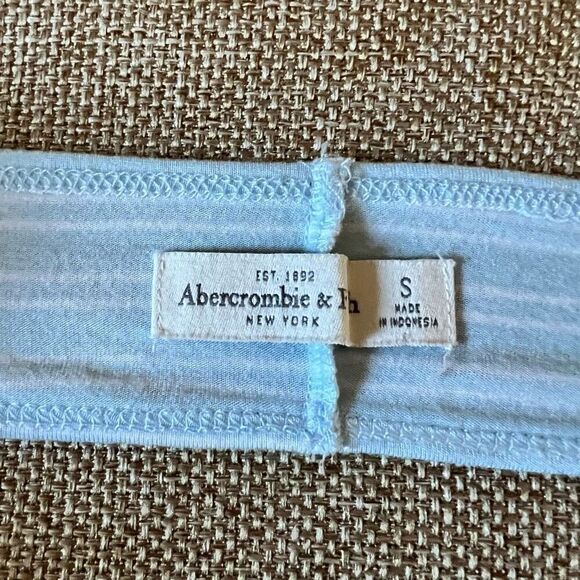 EST. 1892
Abercrombie & F h
NEW YORK
S
MADE
IN INDONESIA